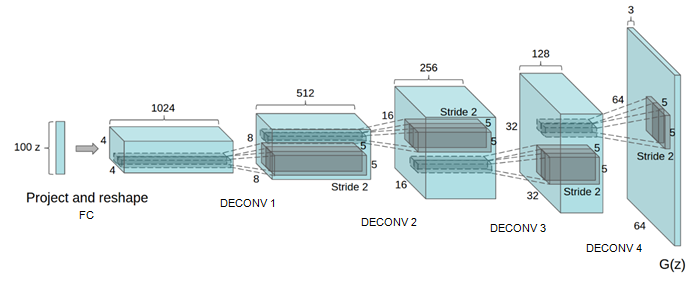 100 z
Project and reshape
FC
1024
4
4
512
8
8
5
5
Stride 2
DECONV 1
256
16
16
Stride 2
5
5
DECONV 2
128
32
32
5
5
Stride 2
DECONV 3
3
64
64
5
5
Stride 2
DECONV 4
G(z)